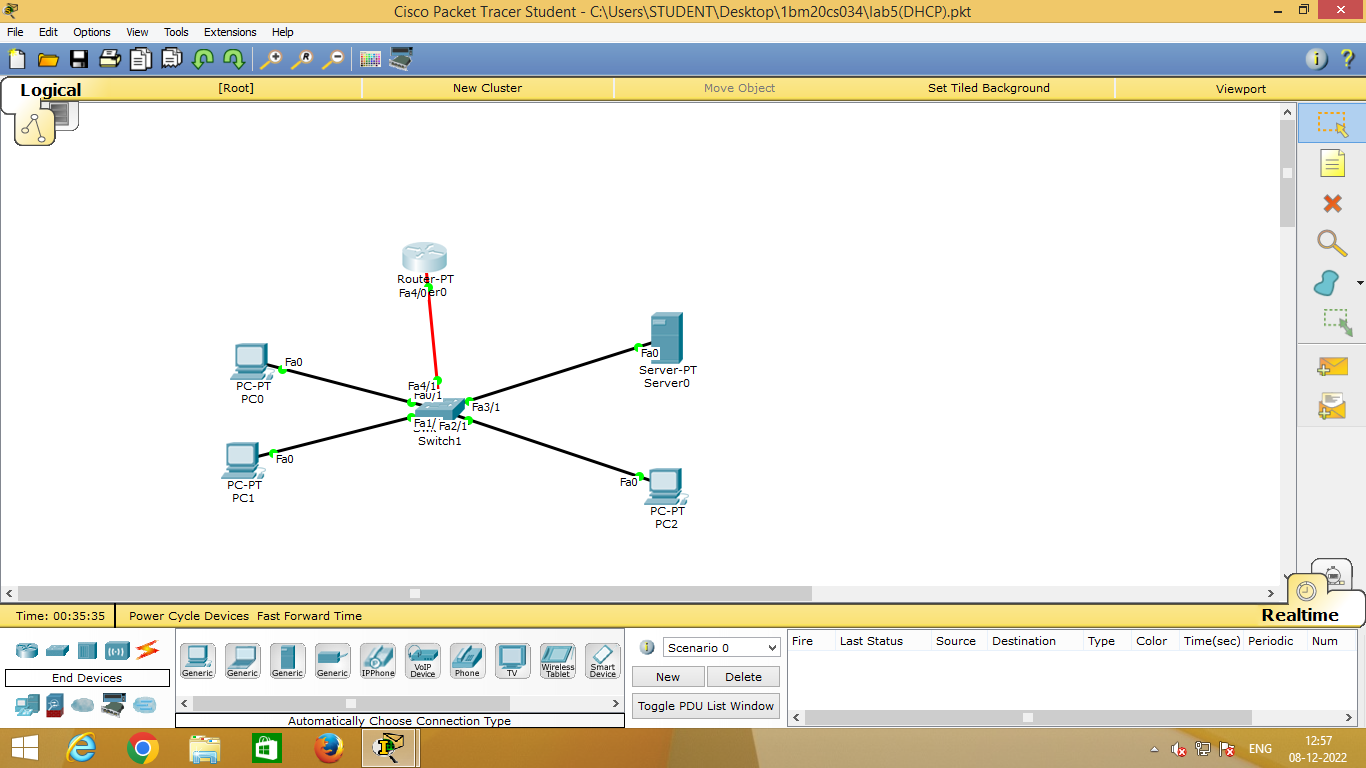 Cisco Packet Tracer Student - C:\Users\STUDENT\Desktop\1bm20cs034\lab5(DHCP).pkt
File Edit Options View Tools Extensions Help
Logical [Root] New Cluster Move Object Set Tiled Background Viewport
Router-PT
Fa4/0er0
Fa0
PC-PT
PC0
Fa0
Server-PT
Server0
Fa4/1
Fa0/1
Fa3/1
Fa1/ Fa2/1
Switch1
Fa0
PC-PT
PC1
Fa0
PC-PT
PC2
Time: 00:35:35 Power Cycle Devices Fast Forward Time Realtime
End Devices
Generic Generic Generic Generic IPPhone VoIP Device Phone TV Wireless Tablet Smart Device
Automatically Choose Connection Type
Scenario 0
New Delete
Toggle PDU List Window
Fire Last Status Source Destination Type Color Time(sec) Periodic Num
ENG 12:57
08-12-2022